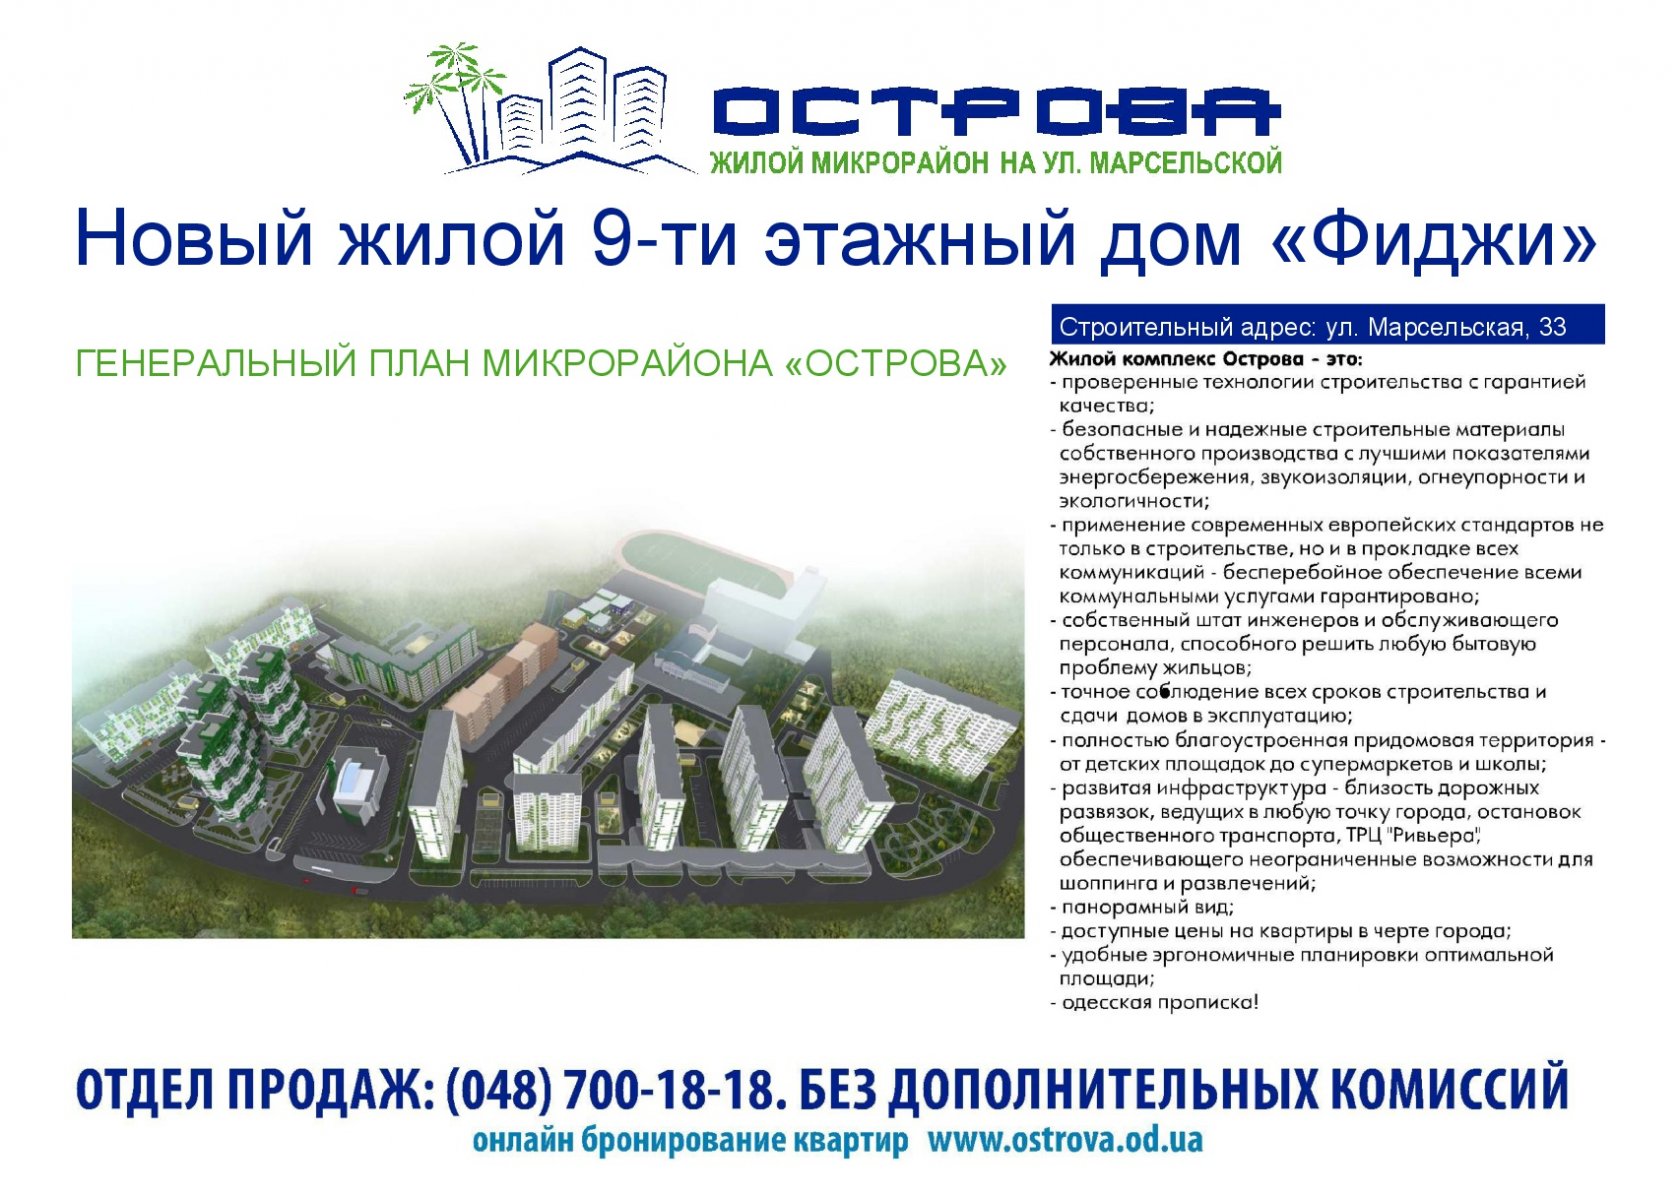 ОСТРОВА
ЖИЛОЙ МИКРОРАЙОН НА УЛ. МАРСЕЛЬСКОЙ
Новый жилой 9-ти этажный дом «Фиджи»
ГЕНЕРАЛЬНЫЙ ПЛАН МИКРОРАЙОНА «ОСТРОВА»
Строительный адрес: ул. Марсельская, 33
Жилой комплекс Острова - это:
- проверенные технологии строительства с гарантией
качества;
- безопасные и надежные строительные материалы
собственного производства с лучшими показателями
энергосбережения, звукоизоляции, огнеупорности и
экологичности;
- применение современных европейских стандартов не
только в строительстве, но и в прокладке всех
коммуникаций - бесперебойное обеспечение всеми
коммунальными услугами гарантировано;
- собственный штат инженеров и обслуживающего
персонала, способного решить любую бытовую
проблему жильцов;
- точное соблюдение всех сроков строительства и
сдачи домов в эксплуатацию;
- полностью благоустроенная придомовая территория -
от детских площадок до супермаркетов и школы;
- развитая инфраструктура - близость дорожных
развязок, ведущих в любую точку города, остановок
общественного транспорта, ТРЦ "Ривьера",
обеспечивающего неограниченные возможности для
шоппинга и развлечений;
- панорамный вид;
- доступные цены на квартиры в черте города;
- удобные эргономичные планировки оптимальной
площади;
- одесская прописка!
ОТДЕЛ ПРОДАЖ: (048) 700-18-18. БЕЗ ДОПОЛНИТЕЛЬНЫХ КОМИССИЙ
онлайн бронирование квартир www.ostrova.od.ua